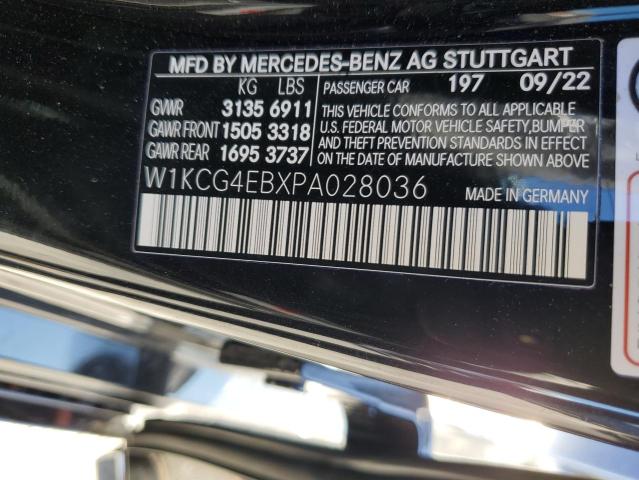 MFD BY MERCEDES-BENZ AG STUTTGART
KG LBS PASSENGER CAR 197 09/22
GVWR 3135 6911
GAWR FRONT 1505 3318
GAWR REAR 1695 3737
THIS VEHICLE CONFORMS TO ALL APPLICABLE
U.S. FEDERAL MOTOR VEHICLE SAFETY, BUMPER
AND THEFT PREVENTION STANDARDS IN EFFECT
ON THE DATE OF MANUFACTURE SHOWN ABOVE.
W1KCG4EBXPA028036 MADE IN GERMANY